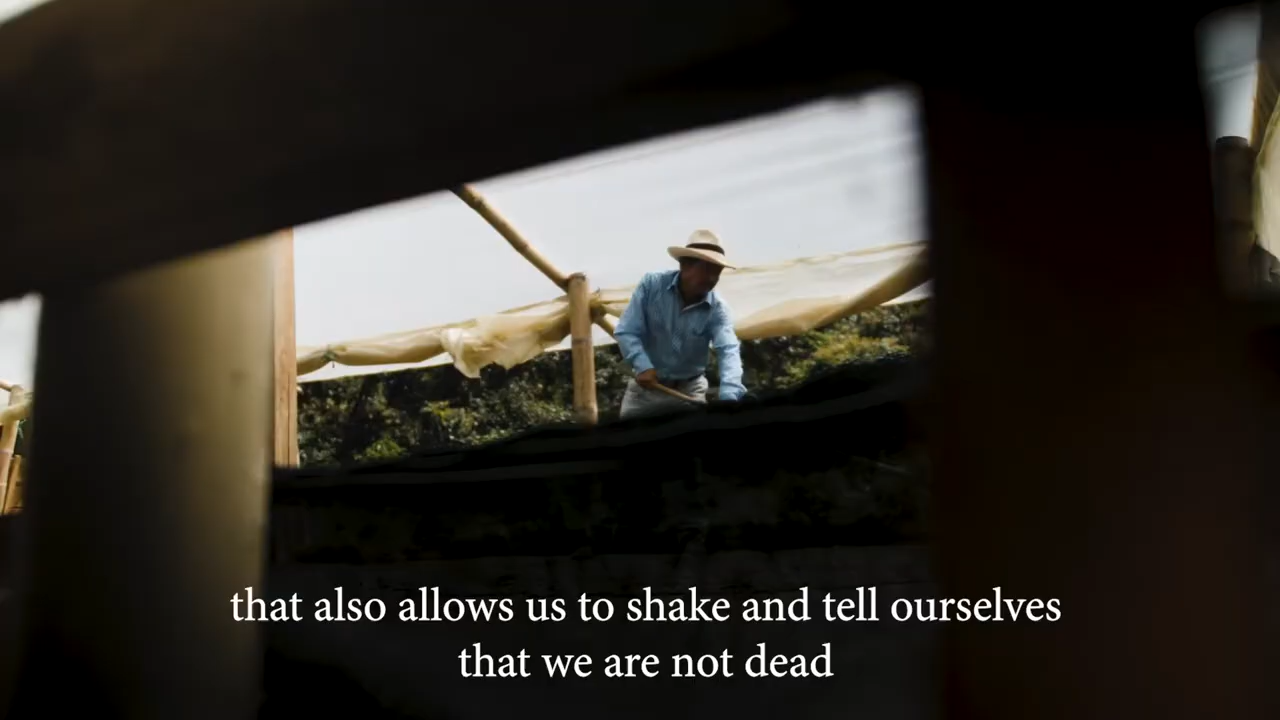 that also allows us to shake and tell ourselves
that we are not dead